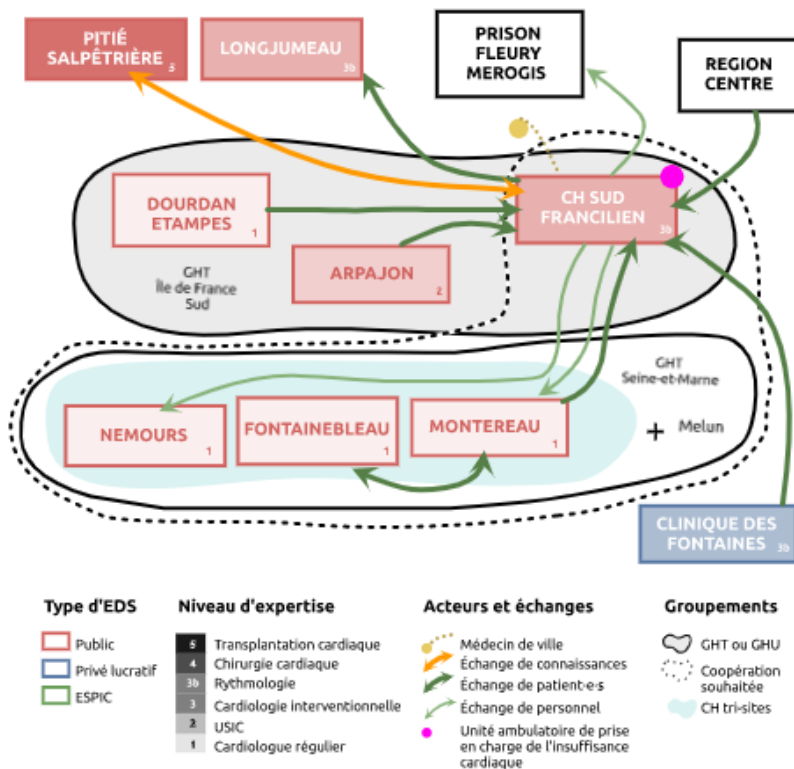 PITIÉ
SALPÊTRIÈRE
LONGJUMEAU
3b
PRISON
FLEURY
MEROGIS
REGION
CENTRE
DOURDAN
ETAMPES
1
CH SUD
FRANCILIEN
3b
GHT
Île de France
Sud
ARPAJON
2
GHT
Seine-et-Marne
NEMOURS
1
FONTAINEBLEAU
1
MONTEREAU
1
+ Melun
CLINIQUE DES
FONTAINES
3b
Type d'EDS
Public
Privé lucratif
ESPIC
Niveau d'expertise
5 Transplantation cardiaque
4 Chirurgie cardiaque
3b Rythmologie
3 Cardiologie interventionnelle
2 USIC
1 Cardiologue régulier
Acteurs et échanges
Médecin de ville
Échange de connaissances
Échange de patient·e·s
Échange de personnel
Unité ambulatoire de prise
en charge de l'insuffisance
cardiaque
Groupements
GHT ou GHU
Coopération
souhaitée
CH tri-sites